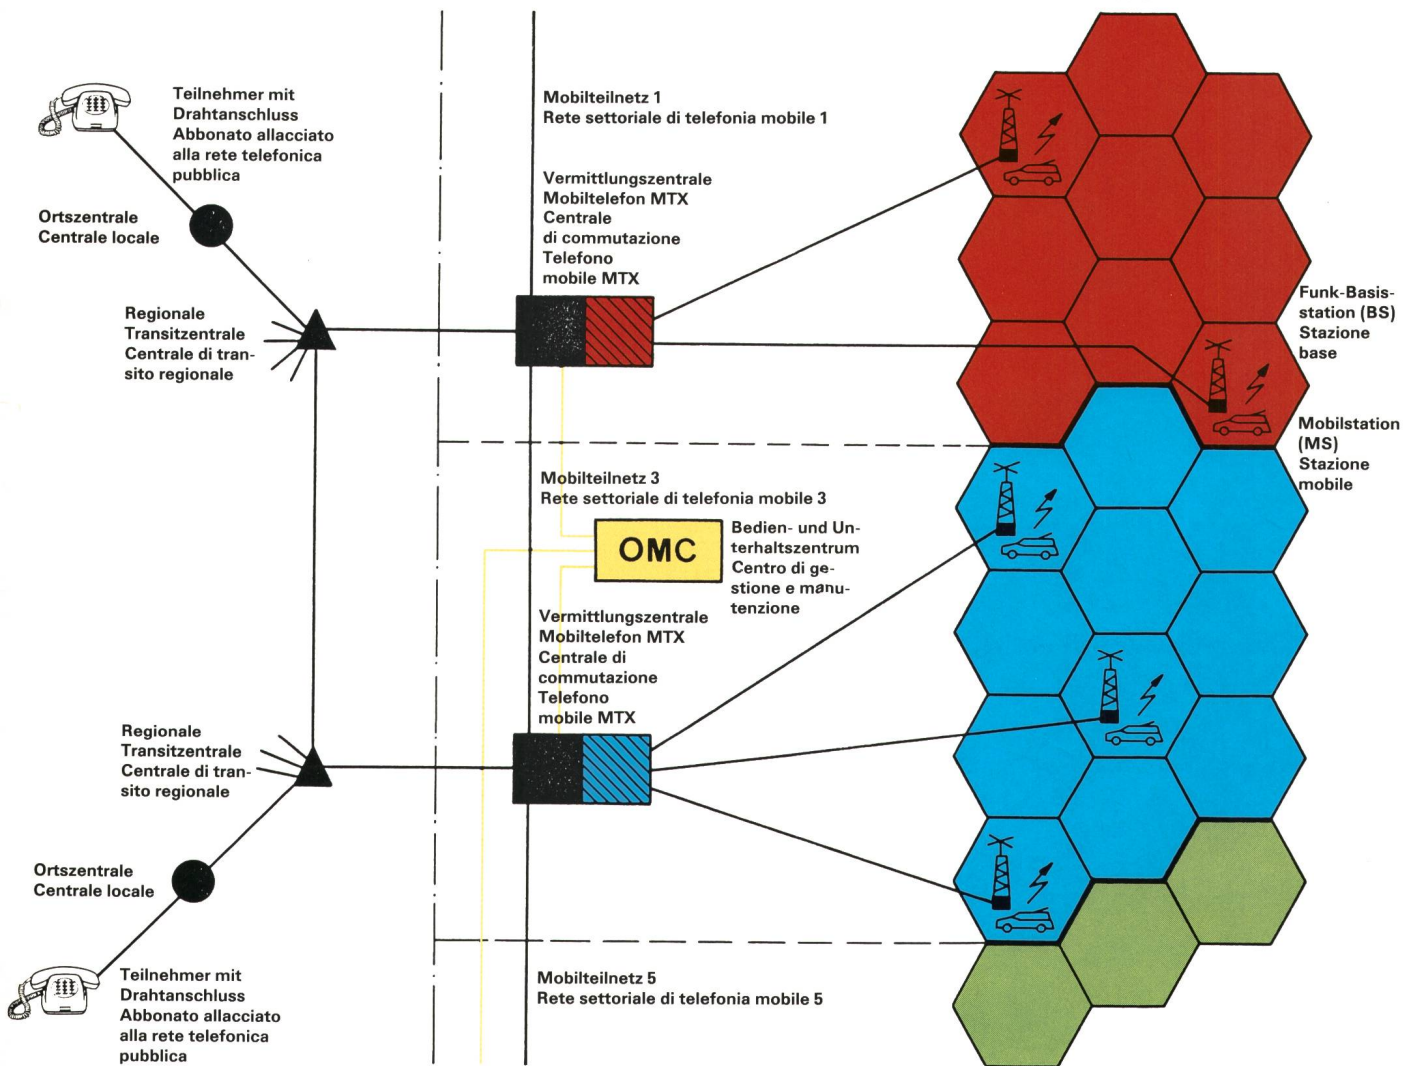 Teilnehmer mit
Drahtanschluss
Abbonato allacciato
alla rete telefonica
pubblica
Ortszentrale
Centrale locale
Regionale
Transitzentrale
Centrale di tran-
sito regionale
Mobilteilnetz 1
Rete settoriale di telefonia mobile 1
Vermittlungszentrale
Mobiltelefon MTX
Centrale
di commutazione
Telefono
mobile MTX
Funk-Basis-
station (BS)
Stazione
base
Mobilstation
(MS)
Stazione
mobile
Mobilteilnetz 3
Rete settoriale di telefonia mobile 3
OMC
Bedien- und Un-
terhaltszentrum
Centro di ge-
stione e manu-
tenzione
Vermittlungszentrale
Mobiltelefon MTX
Centrale di
commutazione
Telefono
mobile MTX
Regionale
Transitzentrale
Centrale di tran-
sito regionale
Ortszentrale
Centrale locale
Teilnehmer mit
Drahtanschluss
Abbonato allacciato
alla rete telefonica
pubblica
Mobilteilnetz 5
Rete settoriale di telefonia mobile 5